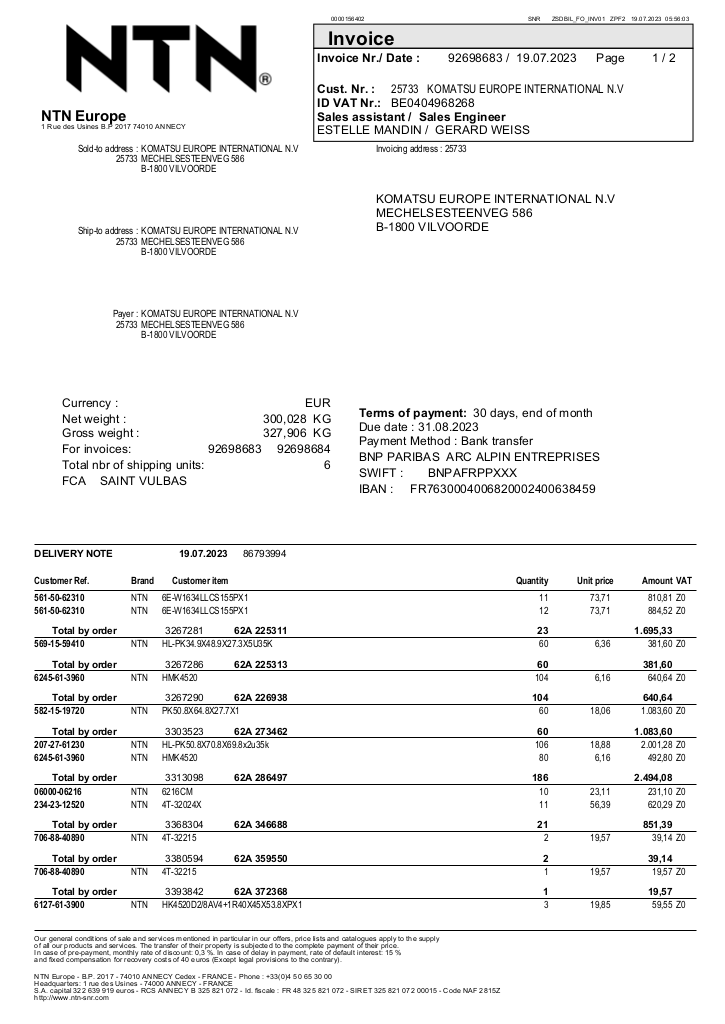 0000156402 SNR ZSDBIL_FO_INV01 ZPF2 19.07.2023 05:56:03
NTN®
Invoice
Invoice Nr./ Date : 92698683 / 19.07.2023 Page 1 / 2
Cust. Nr. : 25733 KOMATSU EUROPE INTERNATIONAL N.V
ID VAT Nr.: BE0404968268
Sales assistant / Sales Engineer
ESTELLE MANDIN / GERARD WEISS
NTN Europe
1 Rue des Usines B.P 2017 74010 ANNECY
Sold-to address : KOMATSU EUROPE INTERNATIONAL N.V
25733 MECHELSESTEENVEG 586
B-1800 VILVOORDE
Invoicing address : 25733
KOMATSU EUROPE INTERNATIONAL N.V
MECHELSESTEENVEG 586
B-1800 VILVOORDE
Ship-to address : KOMATSU EUROPE INTERNATIONAL N.V
25733 MECHELSESTEENVEG 586
B-1800 VILVOORDE
Payer : KOMATSU EUROPE INTERNATIONAL N.V
25733 MECHELSESTEENVEG 586
B-1800 VILVOORDE
Currency : EUR
Net weight : 300,028 KG
Gross weight : 327,906 KG
For invoices: 92698683 92698684
Total nbr of shipping units: 6
FCA SAINT VULBAS
Terms of payment: 30 days, end of month
Due date : 31.08.2023
Payment Method : Bank transfer
BNP PARIBAS ARC ALPIN ENTREPRISES
SWIFT : BNPAFRPPXXX
IBAN : FR7630004006820002400638459
DELIVERY NOTE 19.07.2023 86793994
Customer Ref. Brand Customer item Quantity Unit price Amount VAT
561-50-62310 NTN 6E-W1634LLCS155PX1 11 73,71 810,81 Z0
561-50-62310 NTN 6E-W1634LLCS155PX1 12 73,71 884,52 Z0
Total by order 3267281 62A 225311 23 1.695,33
569-15-59410 NTN HL-PK34.9X48.9X27.3X5U35K 60 6,36 381,60 Z0
Total by order 3267286 62A 225313 60 381,60
6245-61-3960 NTN HMK4520 104 6,16 640,64 Z0
Total by order 3267290 62A 226938 104 640,64
582-15-19720 NTN PK50.8X64.8X27.7X1 60 18,06 1.083,60 Z0
Total by order 3303523 62A 273462 60 1.083,60
207-27-61230 NTN HL-PK50.8X70.8X69.8x2u35k 106 18,88 2.001,28 Z0
6245-61-3960 NTN HMK4520 80 6,16 492,80 Z0
Total by order 3313098 62A 286497 186 2.494,08
06000-06216 NTN 6216CM 10 23,11 231,10 Z0
234-23-12520 NTN 4T-32024X 11 56,39 620,29 Z0
Total by order 3368304 62A 346688 21 851,39
706-88-40890 NTN 4T-32215 2 19,57 39,14 Z0
Total by order 3380594 62A 359550 2 39,14
706-88-40890 NTN 4T-32215 1 19,57 19,57 Z0
Total by order 3393842 62A 372368 1 19,57
6127-61-3900 NTN HK4520D2/8AV4+1R40X45X53.8XPX1 3 19,85 59,55 Z0
Our general conditions of sale and services mentioned in particular in our offers, price lists and catalogues apply to the supply
of all our products and services. The transfer of their property is subjected to the complete payment of their price.
In case of pre-payment, monthly rate of discount: 0,3 %. In case of delay in payment, rate of default interest: 15 %
and fixed compensation for recovery costs of 40 euros (Except legal provisions to the contrary).
NTN Europe - B.P. 2017 - 74010 ANNECY Cedex - FRANCE - Phone : +33(0)4 50 65 30 00
Headquarters: 1 rue des Usines - 74000 ANNECY - FRANCE
S.A. capital 322 639 919 euros - RCS ANNECY B 325 821 072 - Id. fiscale : FR 48 325 821 072 - SIRET 325 821 072 00015 - Code NAF 2815Z
http://www.ntn-snr.com